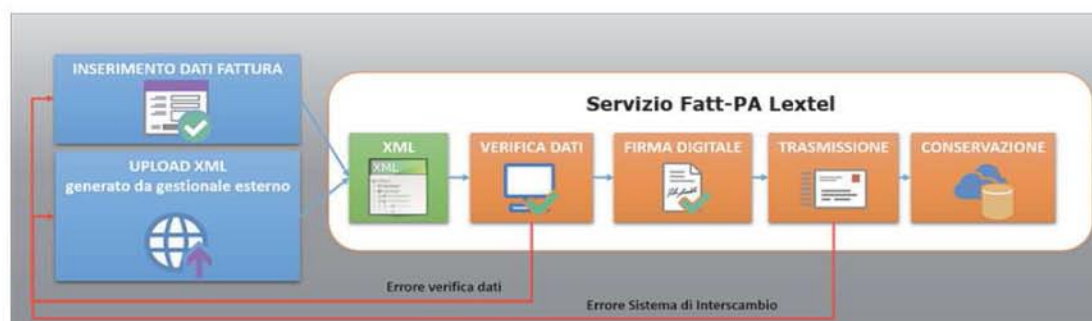 INSERIMENTO DATI FATTURA
UPLOAD XML
generato da gestionale esterno
Servizio Fatt-PA Lextel
XML
XML
VERIFICA DATI
FIRMA DIGITALE
TRASMISSIONE
CONSERVAZIONE
Errore verifica dati
Errore Sistema di Interscambio